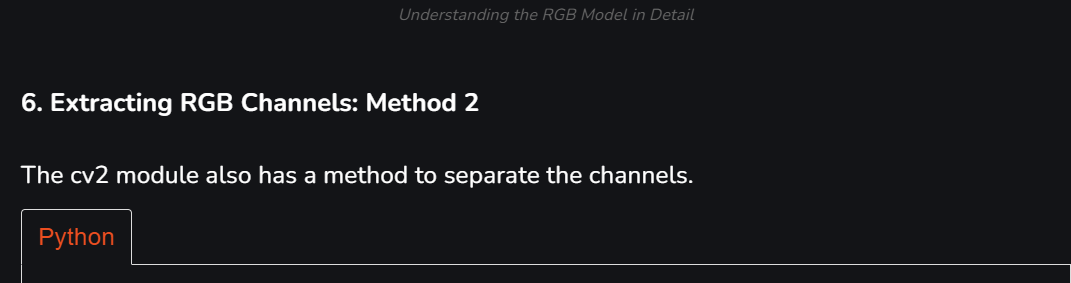 Understanding the RGB Model in Detail
6. Extracting RGB Channels: Method 2
The cv2 module also has a method to separate the channels.
Python